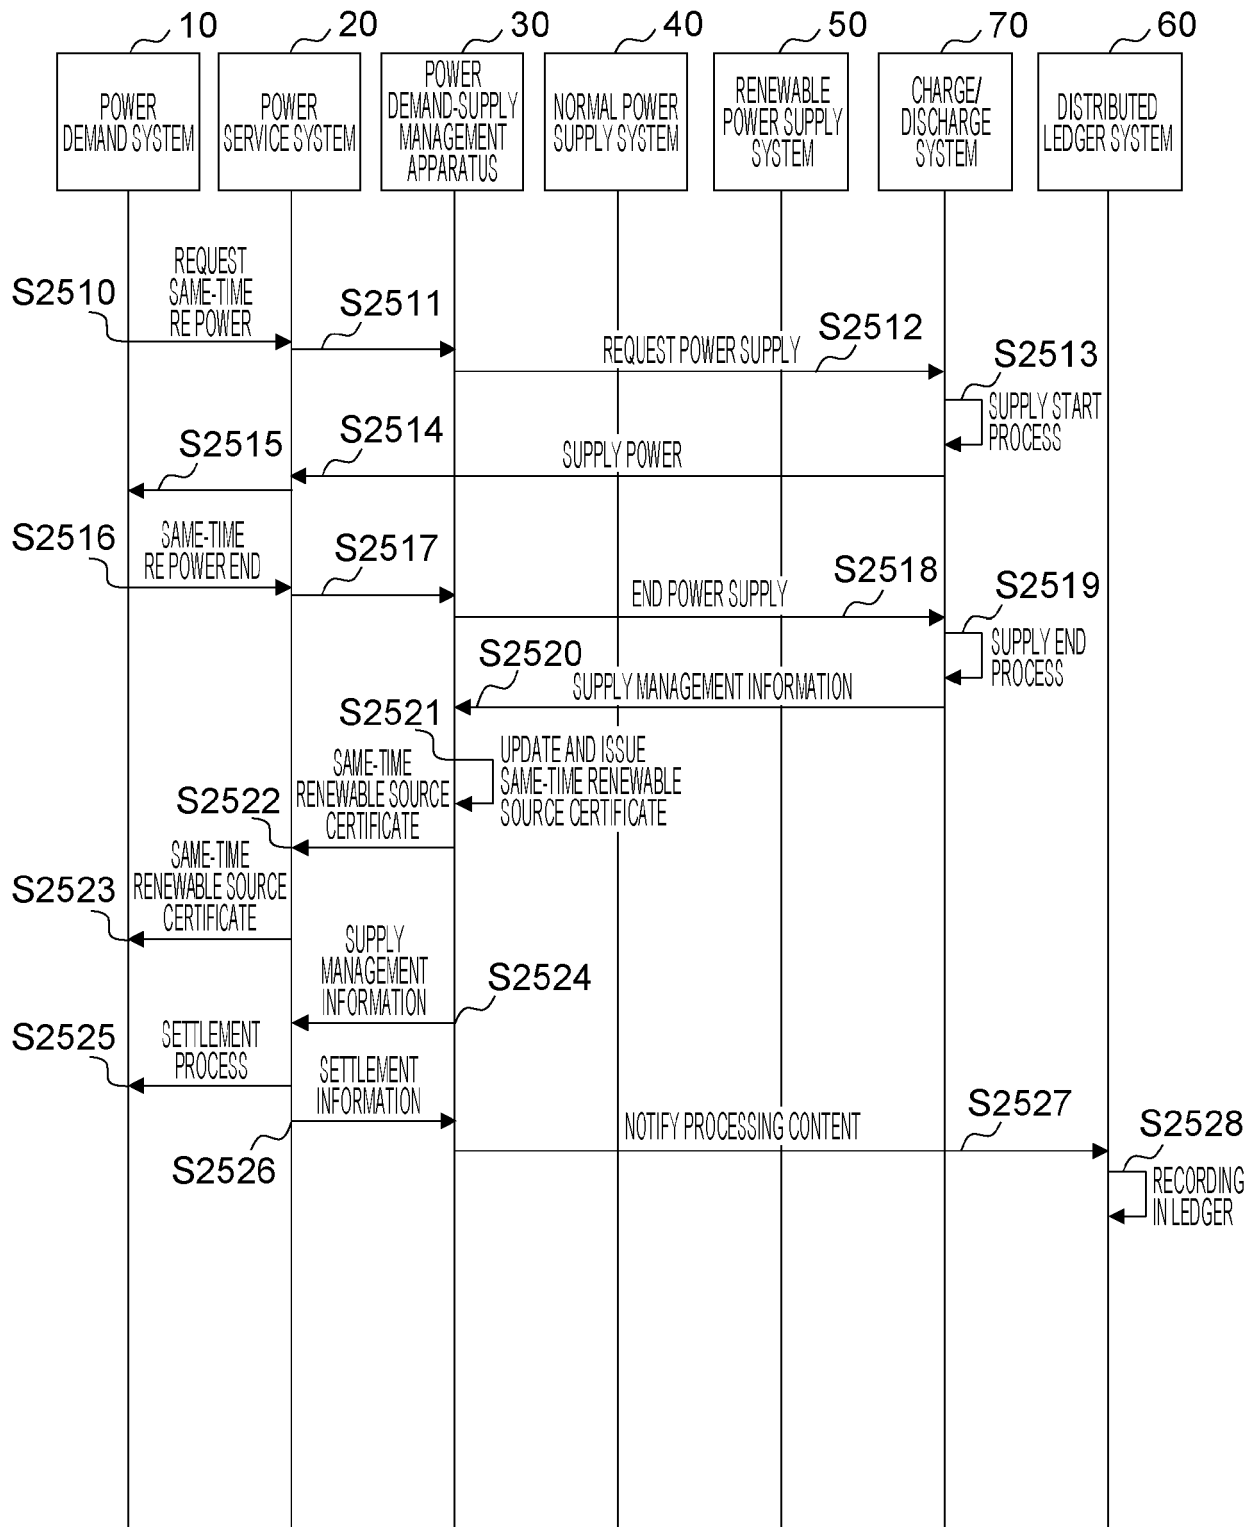 10
20
30
40
50
70
60
POWER
DEMAND SYSTEM
POWER
SERVICE SYSTEM
POWER
DEMAND-SUPPLY
MANAGEMENT
APPARATUS
NORMAL POWER
SUPPLY SYSTEM
RENEWABLE
POWER SUPPLY
SYSTEM
CHARGE/
DISCHARGE
SYSTEM
DISTRIBUTED
LEDGER SYSTEM
S2510
REQUEST
SAME-TIME
RE POWER
S2511
REQUEST POWER SUPPLY
S2512
S2513
SUPPLY START
PROCESS
S2515
S2514
SUPPLY POWER
S2516
SAME-TIME
RE POWER END
S2517
END POWER SUPPLY
S2518
S2519
SUPPLY END
PROCESS
S2520
SUPPLY MANAGEMENT INFORMATION
S2521
UPDATE AND ISSUE
SAME-TIME RENEWABLE
SOURCE CERTIFICATE
SAME-TIME
RENEWABLE SOURCE
CERTIFICATE
S2522
SAME-TIME
RENEWABLE SOURCE
CERTIFICATE
S2523
SUPPLY
MANAGEMENT
INFORMATION
S2524
S2525
SETTLEMENT
PROCESS
SETTLEMENT
INFORMATION
S2526
NOTIFY PROCESSING CONTENT
S2527
S2528
RECORDING
IN LEDGER